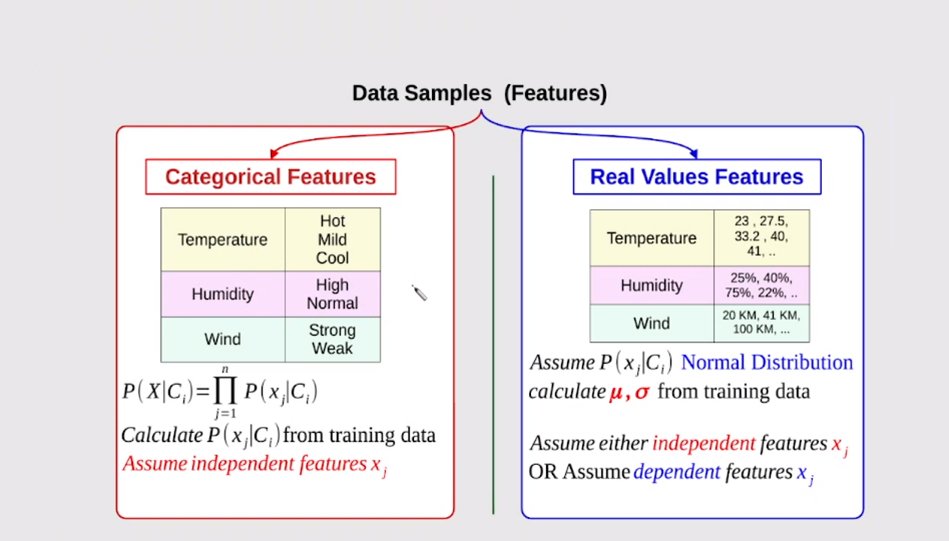 Data Samples (Features)
Categorical Features
Temperature
Hot
Mild
Cool
Humidity
High
Normal
Wind
Strong
Weak
n
P(X|C_i)=∏ P(x_j|C_i)
j=1
Calculate P(x_j|C_i) from training data
Assume independent features x_j
Real Values Features
Temperature
23 , 27.5,
33.2 , 40,
41, ..
Humidity
25%, 40%,
75%, 22%, ..
Wind
20 KM, 41 KM,
100 KM, ...
Assume P(x_j|C_i) Normal Distribution
calculate μ, σ from training data
Assume either independent features x_j
OR Assume dependent features x_j